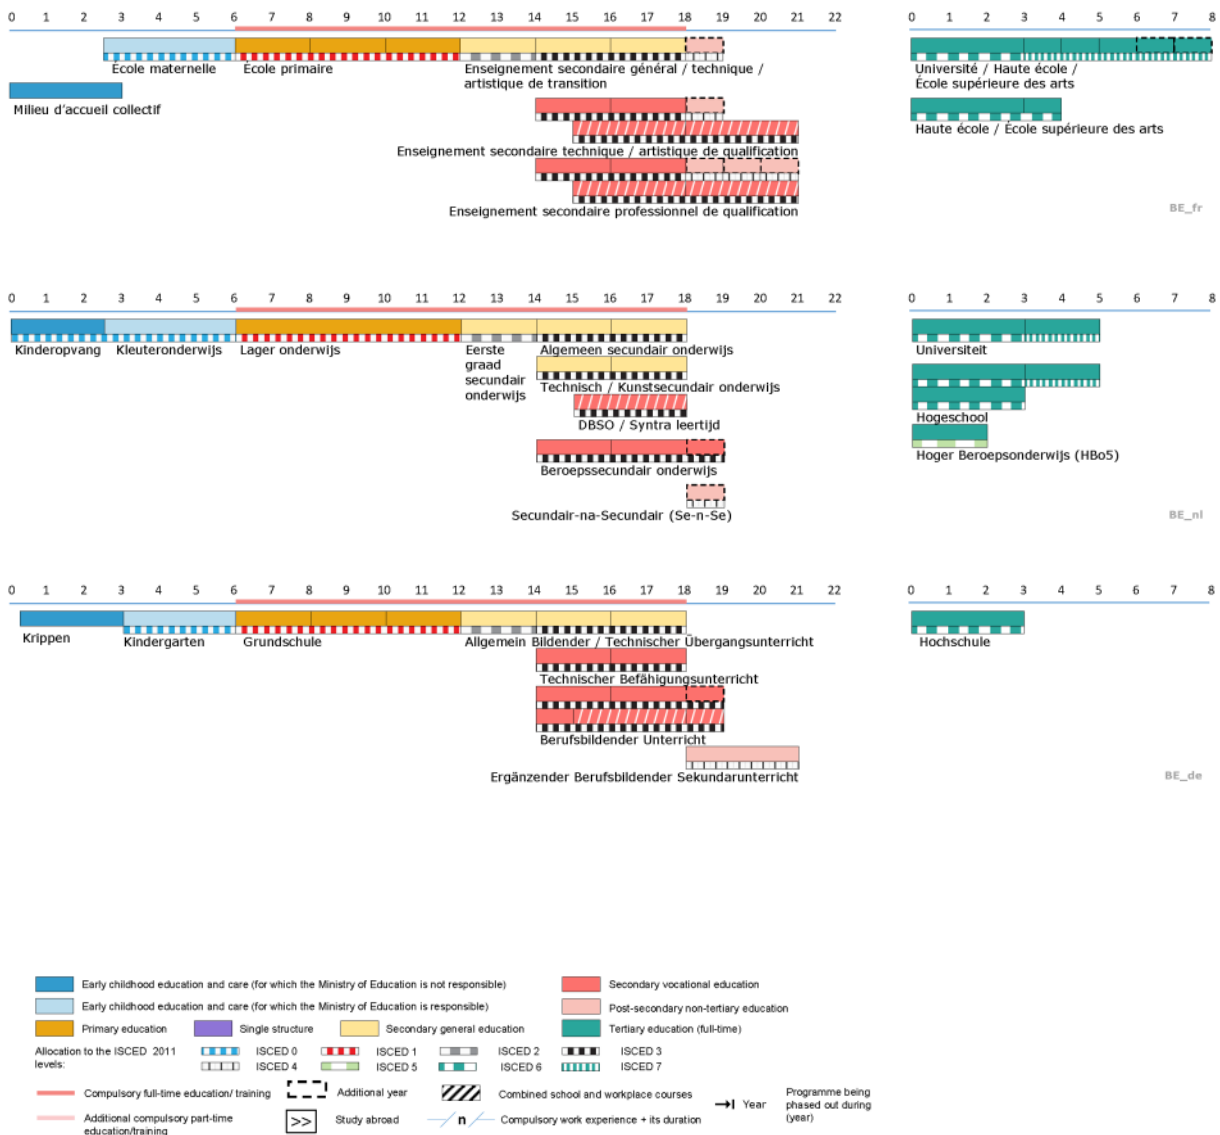 0 1 2 3 4 5 6 7 8 9 10 11 12 13 14 15 16 17 18 19 20 21 22 0 1 2 3 4 5 6 7 8
École maternelle École primaire Enseignement secondaire général / technique / artistique de transition
Université / Haute école /
École supérieure des arts
Milieu d'accueil collectif
Haute école / École supérieure des arts
Enseignement secondaire technique / artistique de qualification
Enseignement secondaire professionnel de qualification
BE_fr
0 1 2 3 4 5 6 7 8 9 10 11 12 13 14 15 16 17 18 19 20 21 22 0 1 2 3 4 5 6 7 8
Kinderopvang Kleuteronderwijs Lager onderwijs
Eerste
graad
secundair
onderwijs
Algemeen secundair onderwijs
Technisch / Kunstsecundair onderwijs
DBSO / Syntra leertijd
Beroepssecundair onderwijs
Secundair-na-Secundair (Se-n-Se)
Universiteit
Hogeschool
Hoger Beroepsonderwijs (HBo5)
BE_nl
0 1 2 3 4 5 6 7 8 9 10 11 12 13 14 15 16 17 18 19 20 21 22 0 1 2 3 4 5 6 7 8
Krippen Kindergarten Grundschule Allgemein Bildender / Technischer Übergangsunterricht Hochschule
Technischer Befähigungsunterricht
Berufsbildender Unterricht
Ergänzender Berufsbildender Sekundarunterricht
BE_de
Early childhood education and care (for which the Ministry of Education is not responsible) Secondary vocational education
Early childhood education and care (for which the Ministry of Education is responsible) Post-secondary non-tertiary education
Primary education Single structure Secondary general education Tertiary education (full-time)
Allocation to the ISCED 2011
levels:
ISCED 0 ISCED 1 ISCED 2 ISCED 3
ISCED 4 ISCED 5 ISCED 6 ISCED 7
Compulsory full-time education/ training Additional year Combined school and workplace courses
Year
Programme being
phased out during
(year)
Additional compulsory part-time
education/training
>> Study abroad n Compulsory work experience + its duration